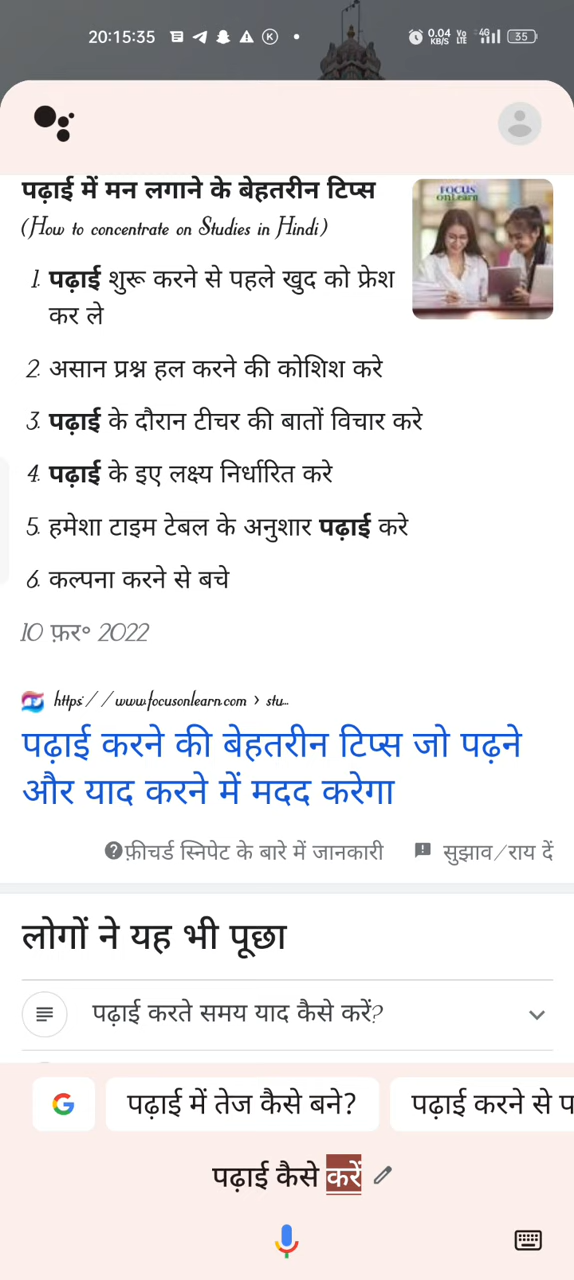 20:15:35
0.04 KB/S Vo LTE 4G 35
पढ़ाई में मन लगाने के बेहतरीन टिप्स
(How to concentrate on Studies in Hindi)
FOCUS
onLearn
1. पढ़ाई शुरू करने से पहले खुद को फ्रेश
कर ले
2. असान प्रश्न हल करने की कोशिश करे
3. पढ़ाई के दौरान टीचर की बातों विचार करे
4. पढ़ाई के इए लक्ष्य निर्धारित करे
5. हमेशा टाइम टेबल के अनुशार पढ़ाई करे
6. कल्पना करने से बचे
10 फ़र॰ 2022
https://www.focusonlearn.com › stu...
पढ़ाई करने की बेहतरीन टिप्स जो पढ़ने
और याद करने में मदद करेगा
फ़ीचर्ड स्निपेट के बारे में जानकारी
सुझाव/राय दें
लोगों ने यह भी पूछा
पढ़ाई करते समय याद कैसे करें?
पढ़ाई में तेज कैसे बने?
पढ़ाई करने से प
पढ़ाई कैसे करें